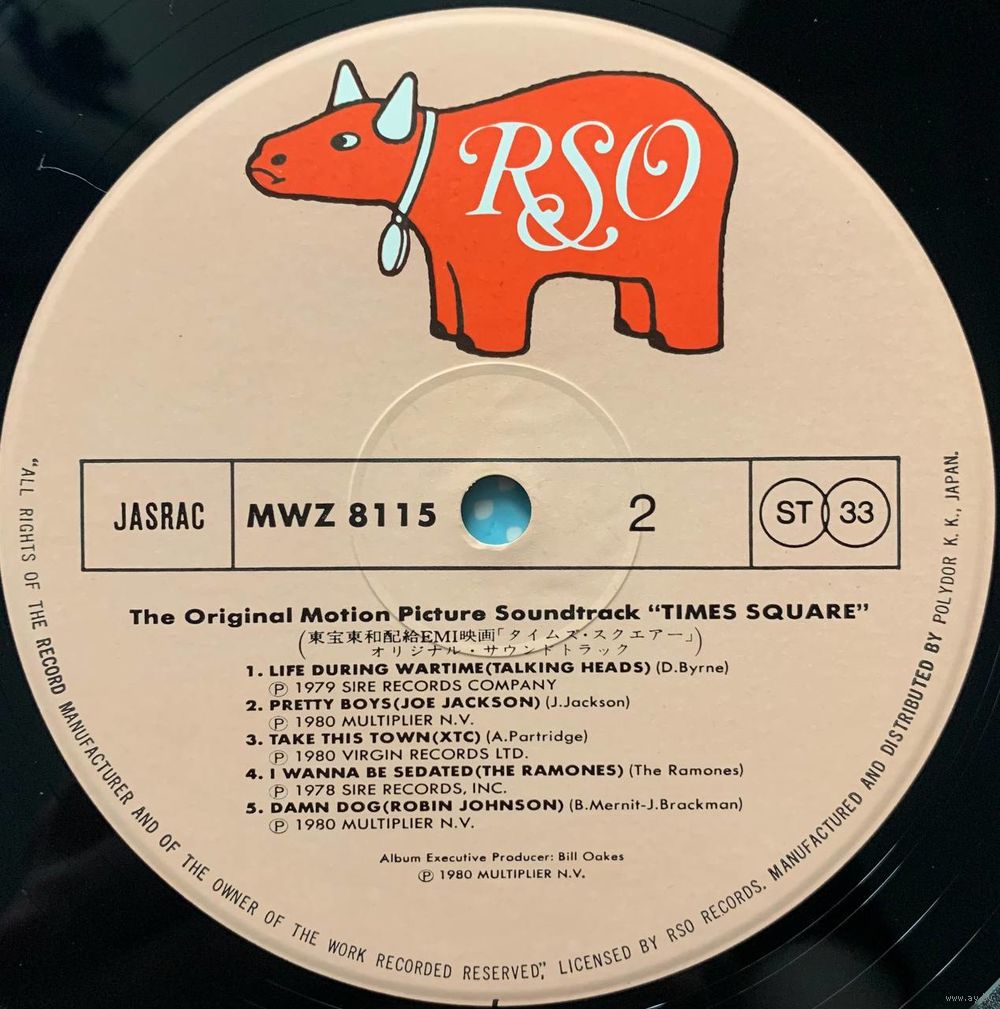 RSO
JASRAC MWZ 8115 2 ST 33
The Original Motion Picture Soundtrack “TIMES SQUARE”
(東宝東和配給EMI映画「タイムズ・スクエアー」
オリジナル・サウンドトラック)
1. LIFE DURING WARTIME(TALKING HEADS) (D.Byrne)
Ⓟ 1979 SIRE RECORDS COMPANY
2. PRETTY BOYS(JOE JACKSON) (J.Jackson)
Ⓟ 1980 MULTIPLIER N.V.
3. TAKE THIS TOWN(XTC) (A.Partridge)
Ⓟ 1980 VIRGIN RECORDS LTD.
4. I WANNA BE SEDATED(THE RAMONES) (The Ramones)
Ⓟ 1978 SIRE RECORDS, INC.
5. DAMN DOG(ROBIN JOHNSON) (B.Mernit-J.Brackman)
Ⓟ 1980 MULTIPLIER N.V.
Album Executive Producer: Bill Oakes
Ⓟ 1980 MULTIPLIER N.V.
“ALL RIGHTS OF THE RECORD MANUFACTURER AND OF THE OWNER OF THE WORK RECORDED RESERVED”, LICENSED BY RSO RECORDS. MANUFACTURED AND DISTRIBUTED BY POLYDOR K. K., JAPAN.